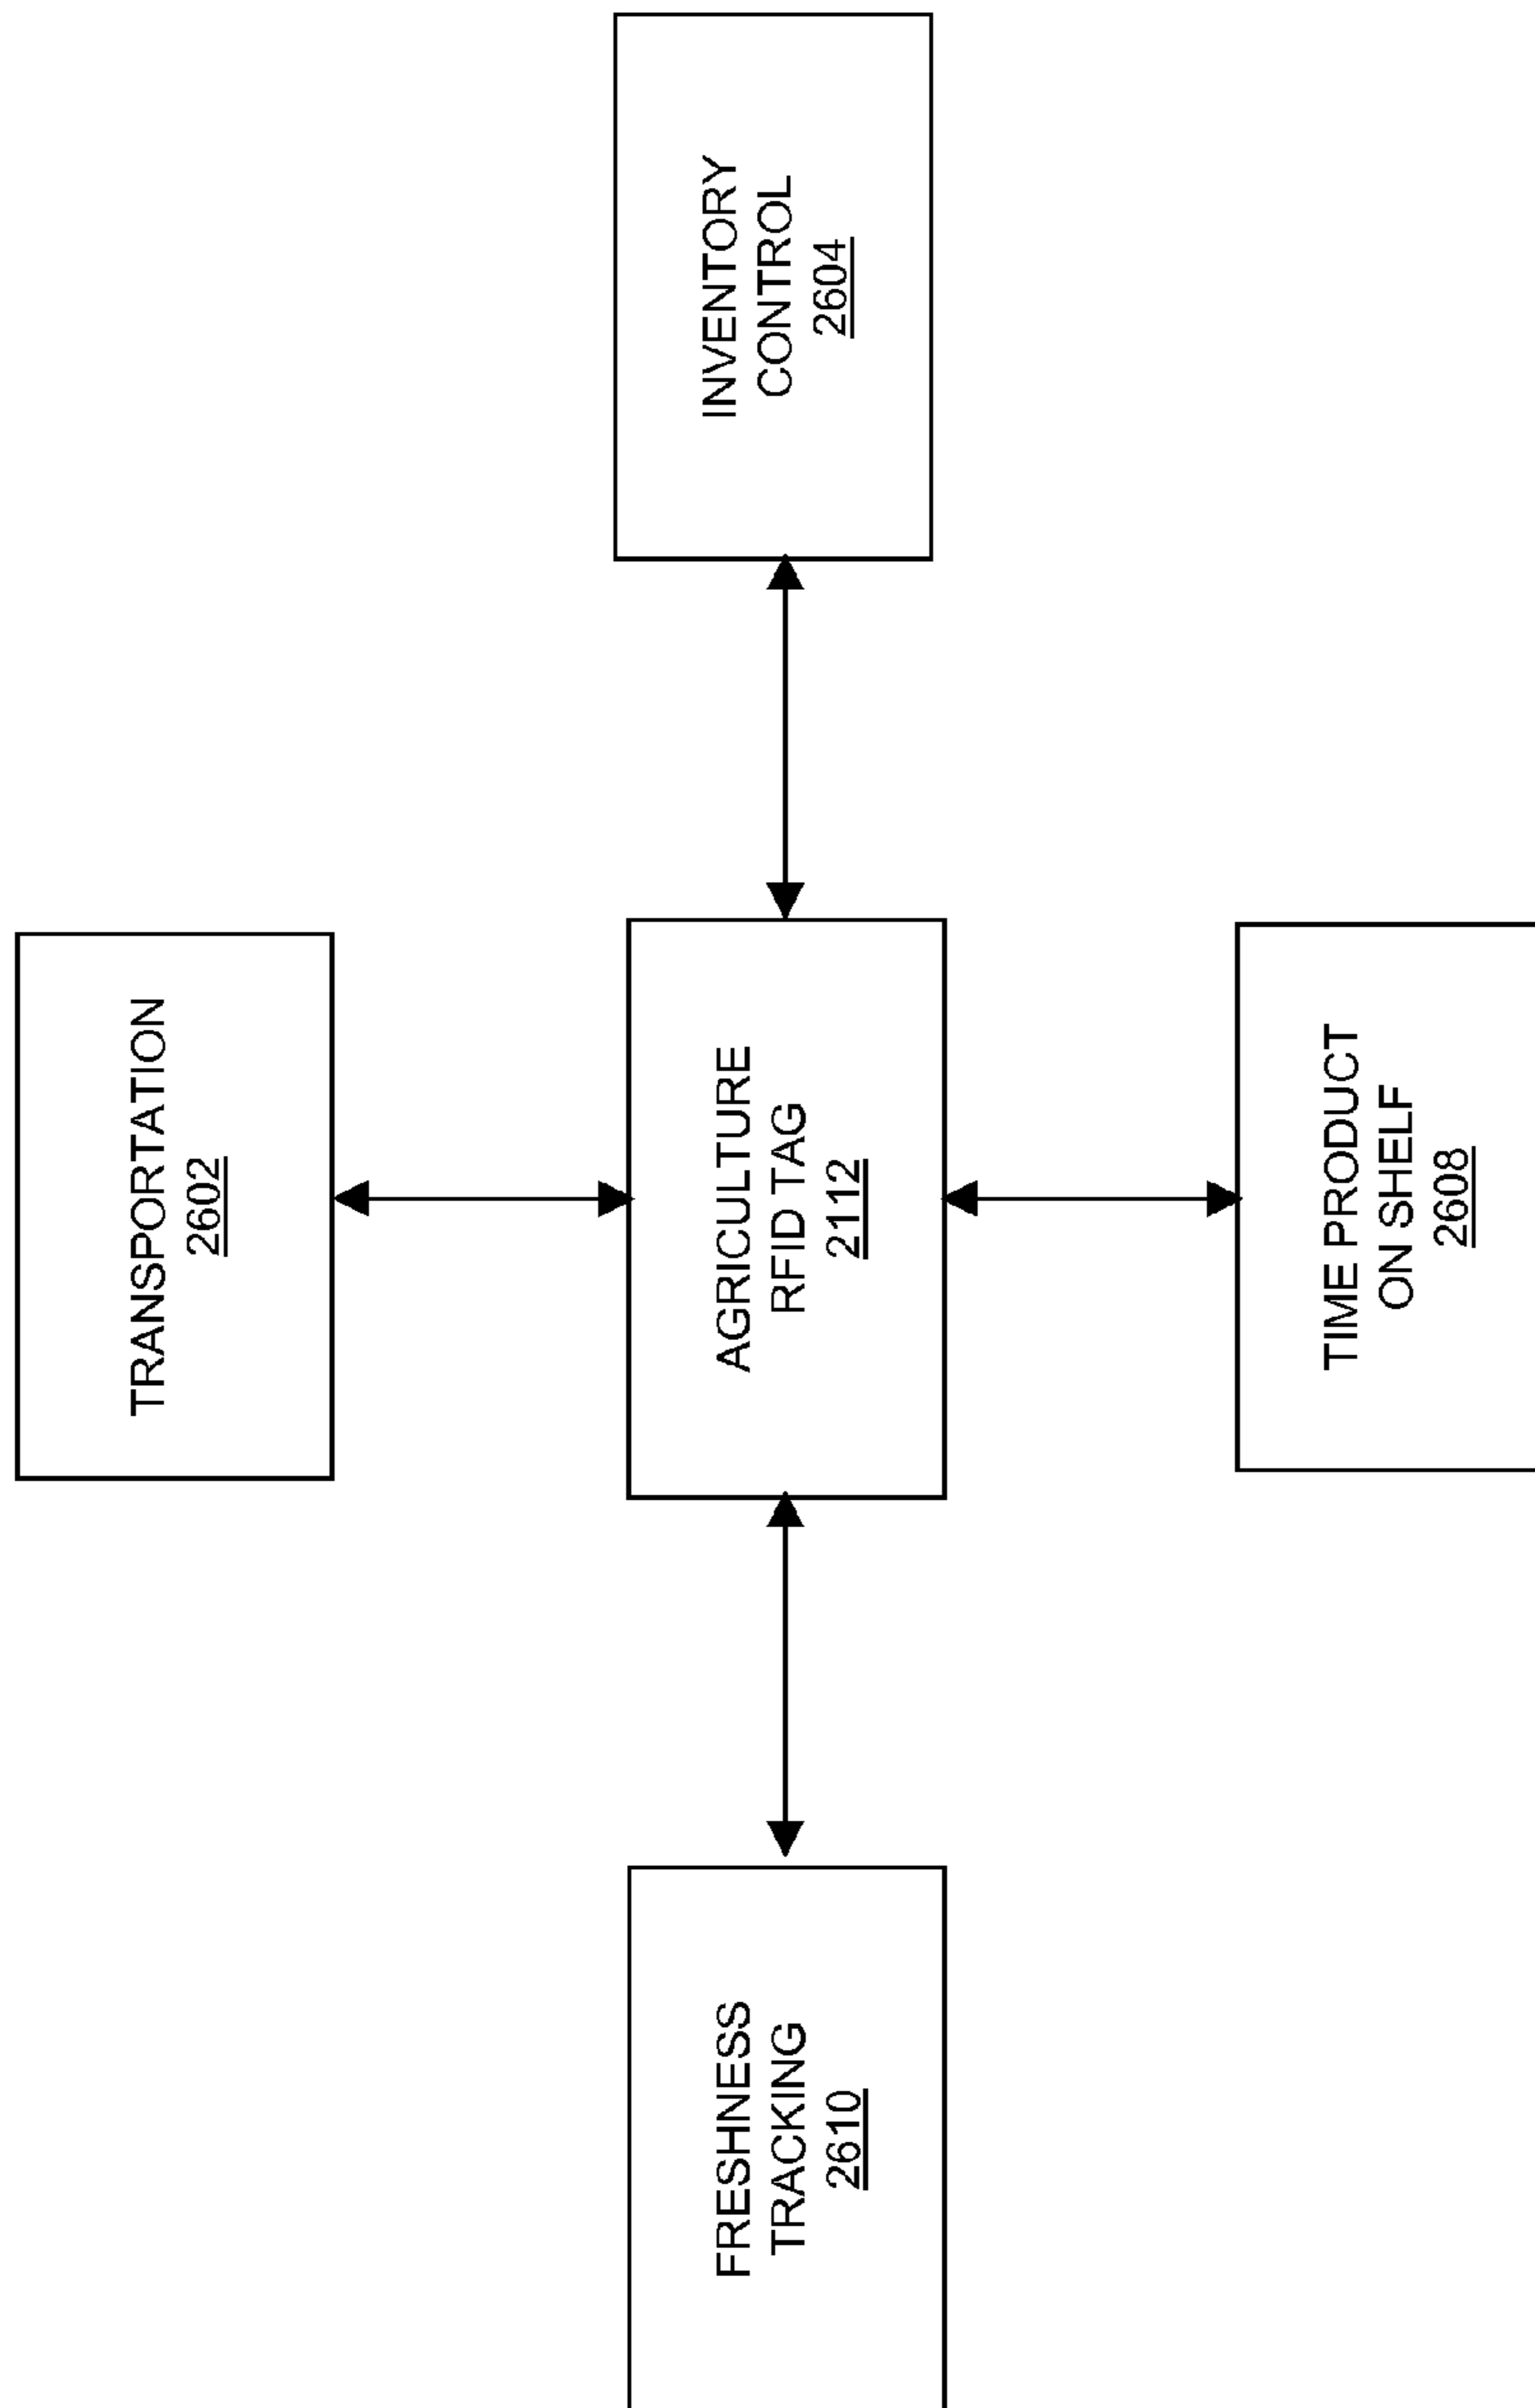 TRANSPORTATION
2602
FRESHNESS
TRACKING
2610
AGRICULTURE
RFID TAG
2112
INVENTORY
CONTROL
2604
TIME PRODUCT
ON SHELF
2608